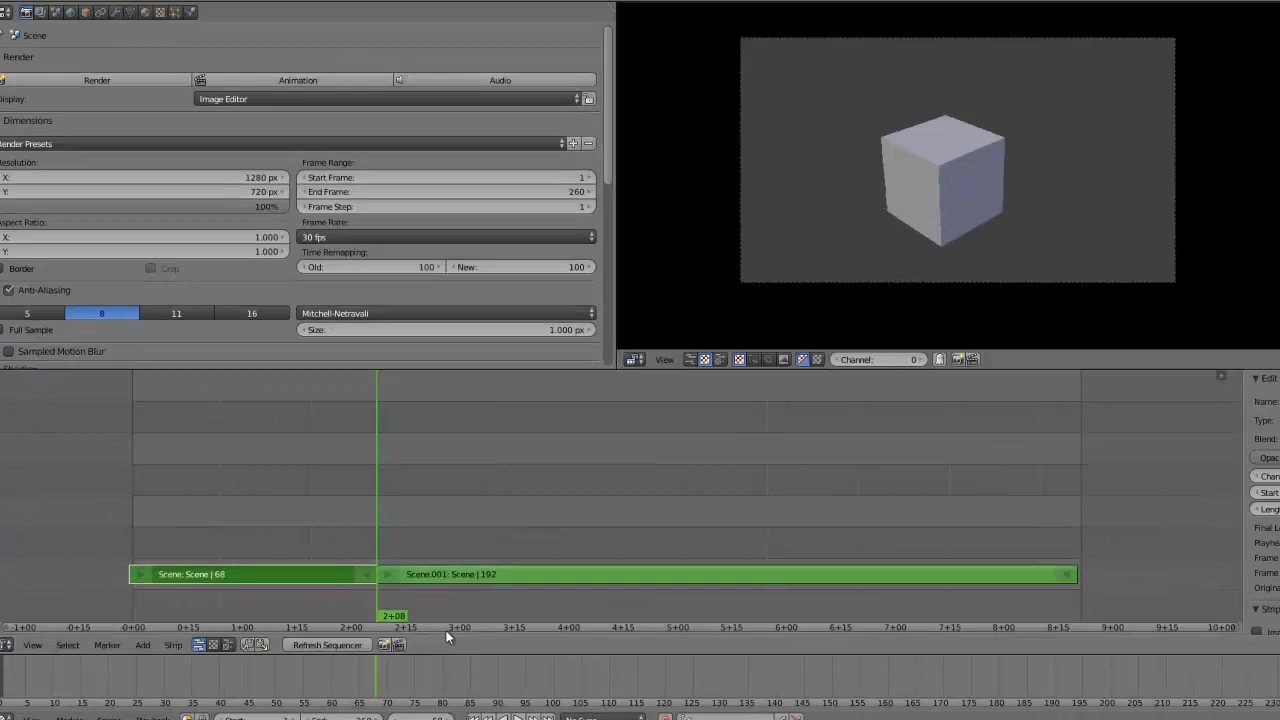 Scene
Render
Render Animation Audio
Display: Image Editor
Dimensions
Render Presets
Resolution: Frame Range:
X: 1280 px Start Frame: 1
Y: 720 px End Frame: 260
100% Frame Step: 1
Aspect Ratio: Frame Rate:
X: 1.000 30 fps
Y: 1.000 Time Remapping:
Border Crop Old: 100 New: 100
Anti-Aliasing
5 8 11 16 Mitchell-Netravali
Full Sample Size: 1.000 px
Sampled Motion Blur
View Channel: 0
Edit
Name:
Type:
Blend:
Opac
Chan
Start
Leng
Final L
Playhe
Frame
Frame
Origina
Strip
Scene: Scene | 68 Scene.001: Scene | 192
2+08
-1+00 -0+15 -0+00 0+15 1+00 1+15 2+00 2+15 3+00 3+15 4+00 4+15 5+00 5+15 6+00 6+15 7+00 7+15 8+00 8+15 9+00 9+15 10+00
View Select Marker Add Strip Refresh Sequencer
0 5 10 15 20 25 30 35 40 45 50 55 60 65 70 75 80 85 90 95 100 105 110 115 120 125 130 135 140 145 150 155 160 165 170 175 180 185 190 195 200 205 210 215 220 225 230